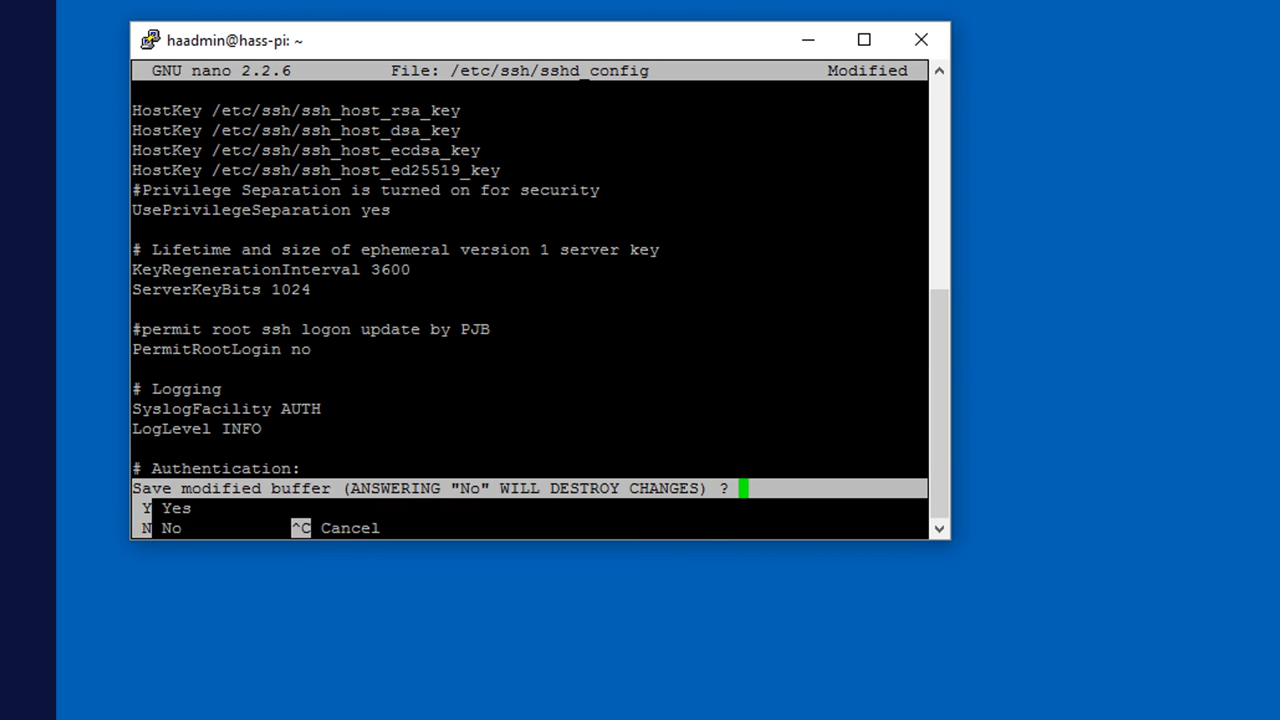 haadmin@hass-pi: ~
GNU nano 2.2.6 File: /etc/ssh/sshd_config Modified
HostKey /etc/ssh/ssh_host_rsa_key
HostKey /etc/ssh/ssh_host_dsa_key
HostKey /etc/ssh/ssh_host_ecdsa_key
HostKey /etc/ssh/ssh_host_ed25519_key
#Privilege Separation is turned on for security
UsePrivilegeSeparation yes
# Lifetime and size of ephemeral version 1 server key
KeyRegenerationInterval 3600
ServerKeyBits 1024
#permit root ssh logon update by PJB
PermitRootLogin no
# Logging
SyslogFacility AUTH
LogLevel INFO
# Authentication:
Save modified buffer (ANSWERING "No" WILL DESTROY CHANGES) ?
Y Yes
N No ^C Cancel